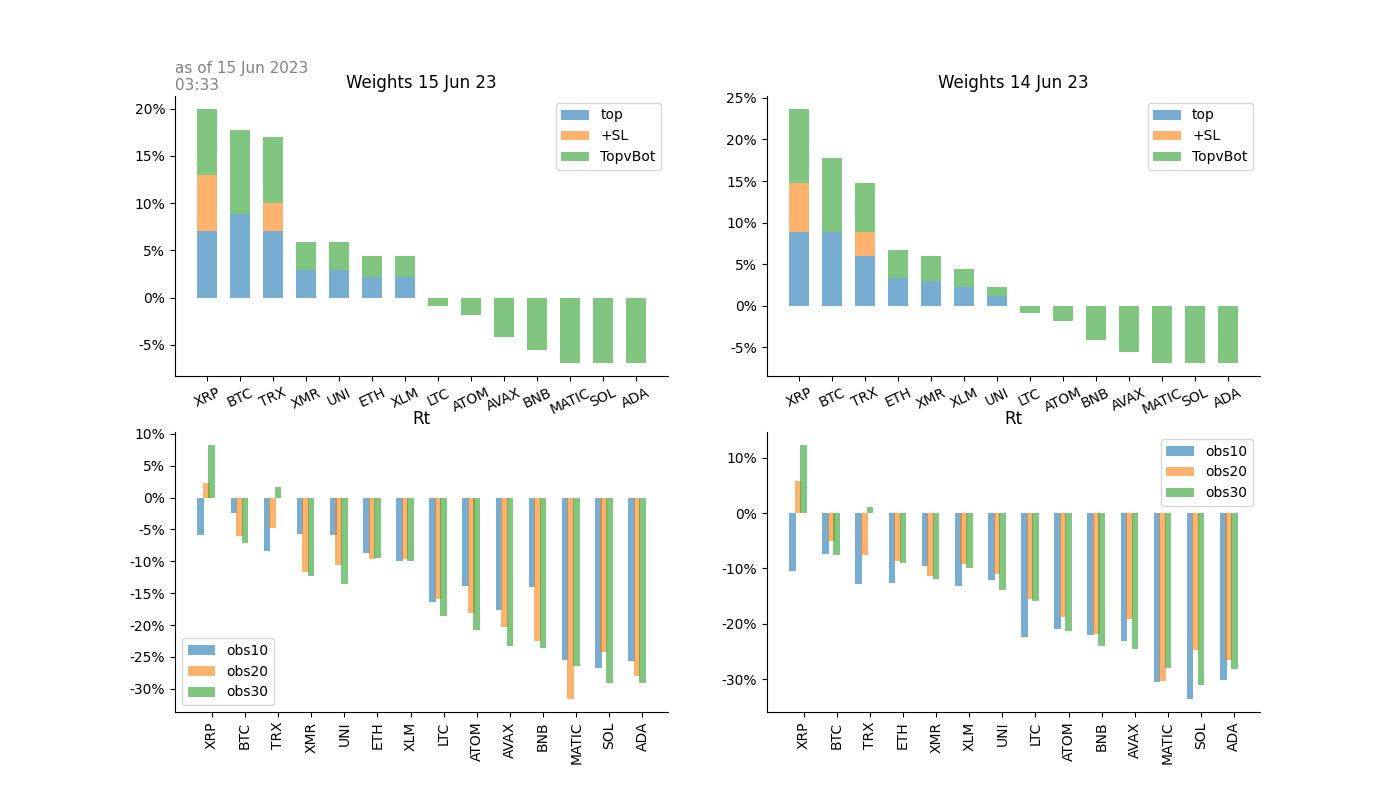 as of 15 Jun 2023
03:33
Weights 15 Jun 23
20%
15%
10%
5%
0%
-5%
top
+SL
TopvBot
XRP BTC TRX XMR UNI ETH XLM LTC ATOM AVAX BNB MATIC SOL ADA
Weights 14 Jun 23
25%
20%
15%
10%
5%
0%
-5%
top
+SL
TopvBot
XRP BTC TRX ETH XMR XLM UNI LTC ATOM BNB AVAX MATIC SOL ADA
Rt
10%
5%
0%
-5%
-10%
-15%
-20%
-25%
-30%
obs10
obs20
obs30
XRP BTC TRX XMR UNI ETH XLM LTC ATOM AVAX BNB MATIC SOL ADA
Rt
10%
0%
-10%
-20%
-30%
obs10
obs20
obs30
XRP BTC TRX ETH XMR XLM UNI LTC ATOM BNB AVAX MATIC SOL ADA